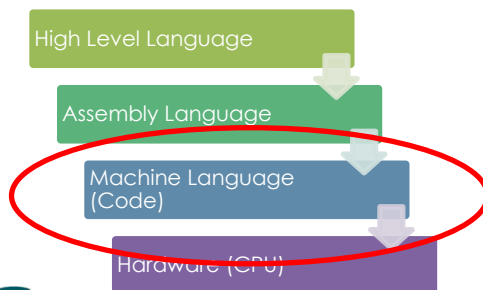 High Level Language
Assembly Language
Machine Language
(Code)
Hardware (CPU)